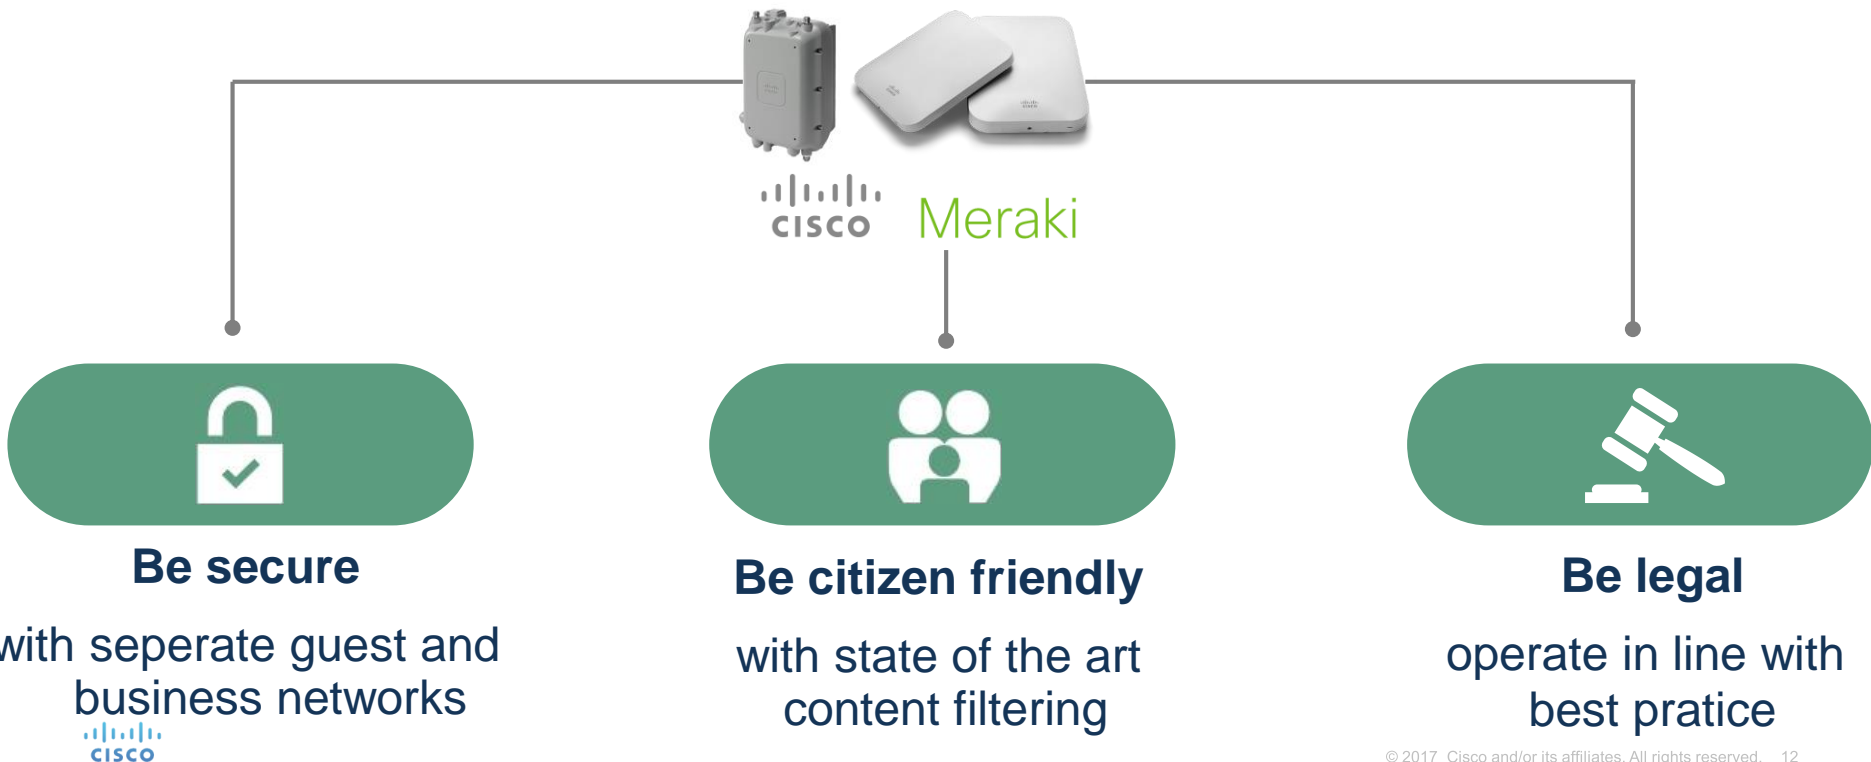 CISCO Meraki
Be secure
with seperate guest and
business networks
Be citizen friendly
with state of the art
content filtering
Be legal
operate in line with
best pratice
CISCO
© 2017 Cisco and/or its affiliates. All rights reserved. 12